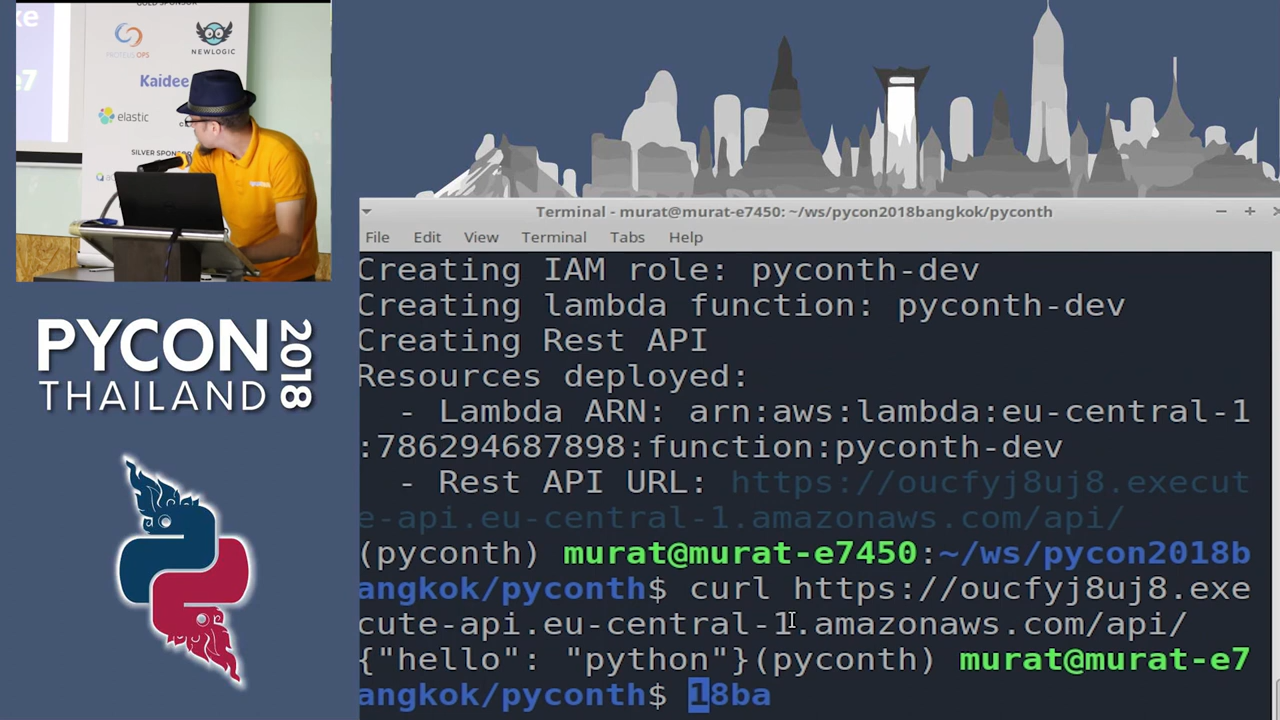 NEWLOGIC
Kaidee
elastic
SILVER SPONSOR
PYCON
THAILAND
2018
Terminal - murat@murat-e7450: ~/ws/pycon2018bangkok/pyconth
File Edit View Terminal Tabs Help
Creating IAM role: pyconth-dev
Creating lambda function: pyconth-dev
Creating Rest API
Resources deployed:
- Lambda ARN: arn:aws:lambda:eu-central-1
:786294687898:function:pyconth-dev
- Rest API URL: https://oucfyj8uj8.execut
e-api.eu-central-1.amazonaws.com/api/
(pyconth) murat@murat-e7450:~/ws/pycon2018b
angkok/pyconth$ curl https://oucfyj8uj8.exe
cute-api.eu-central-1.amazonaws.com/api/
{"hello": "python"}(pyconth) murat@murat-e7
angkok/pyconth$ 18ba